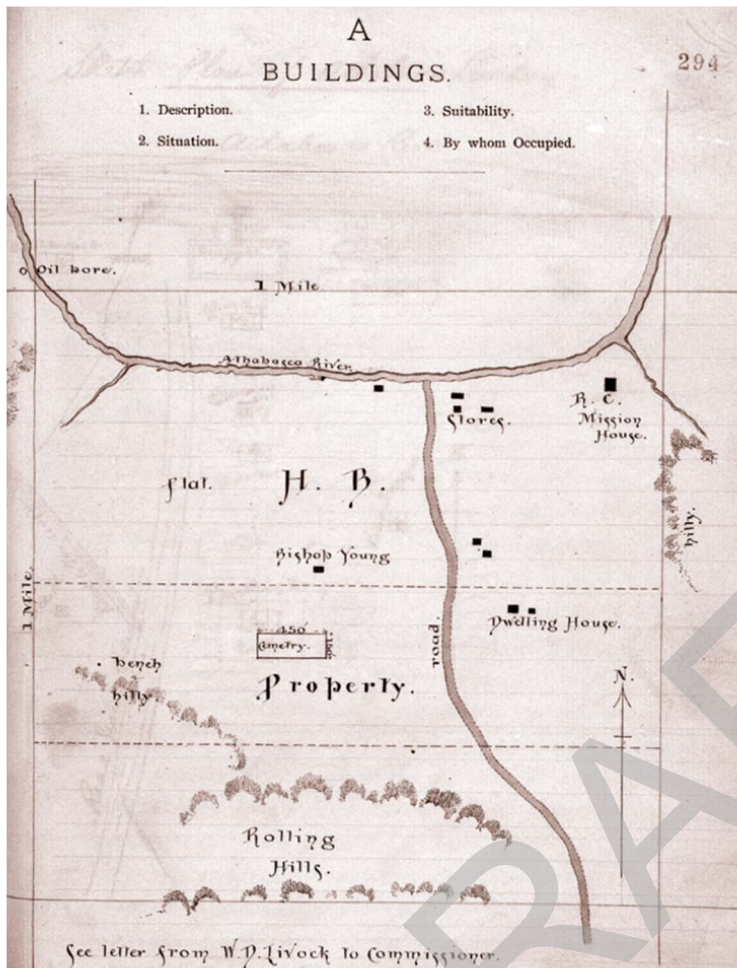 A
BUILDINGS.
294
1. Description.
3. Suitability.
2. Situation.
4. By whom Occupied.
Oil bore.
1 Mile
Athabasca River.
R. C.
Mission
House.
Stores.
flat.
H. B.
hilly.
Bishop Young
1 Mile.
Dwelling House.
450'
Cemetry.
150'
road.
bench
hilly.
Property.
N.
Rolling
Hills.
See letter from W.D. Livock to Commissioner.